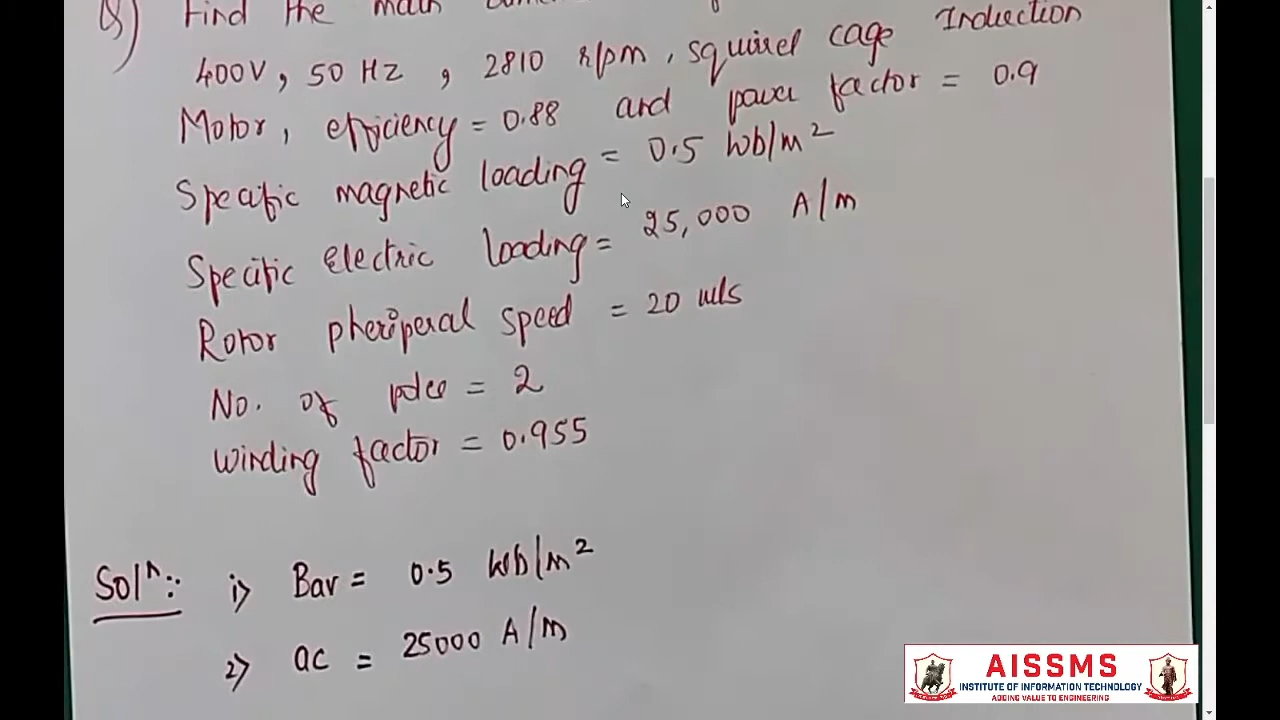 Q) Find the main
400V, 50 Hz, 2810 rpm, squirel cage Induction
Motor, efficiency = 0.88 and power factor = 0.9
Specific magnetic loading = 0.5 wb/m²
Specific Electric loading = 25,000 A/m
Rotor pheriperal speed = 20 m/s
No. of poles = 2
Winding factor = 0.955
Solⁿ:: 1) Bav = 0.5 wb/m²
2) ac = 25000 A/m
AISSMS
INSTITUTE OF INFORMATION TECHNOLOGY
ADDING VALUE TO ENGINEERING